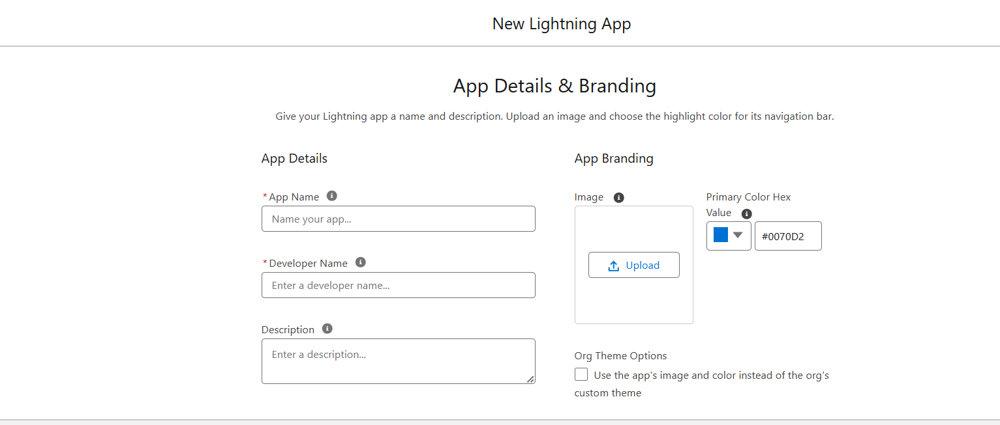 New Lightning App
App Details & Branding
Give your Lightning app a name and description. Upload an image and choose the highlight color for its navigation bar.
App Details
* App Name
Name your app...
* Developer Name
Enter a developer name...
Description
Enter a description...
App Branding
Image
Upload
Primary Color Hex
Value
#0070D2
Org Theme Options
Use the app's image and color instead of the org's
custom theme